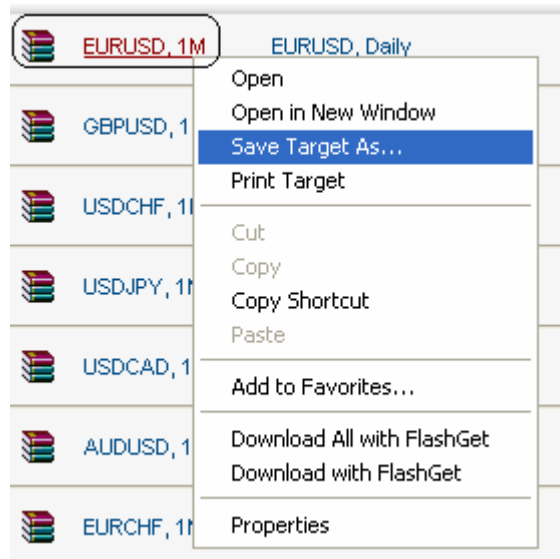 EURUSD, 1M EURUSD, Daily
Open
GBPUSD, 1 Open in New Window
Save Target As...
Print Target
USDCHF, 1
Cut
Copy
USDJPY, 1 Copy Shortcut
Paste
USDCAD, 1
Add to Favorites...
AUDUSD, 1 Download All with FlashGet
Download with FlashGet
EURCHF, 1 Properties